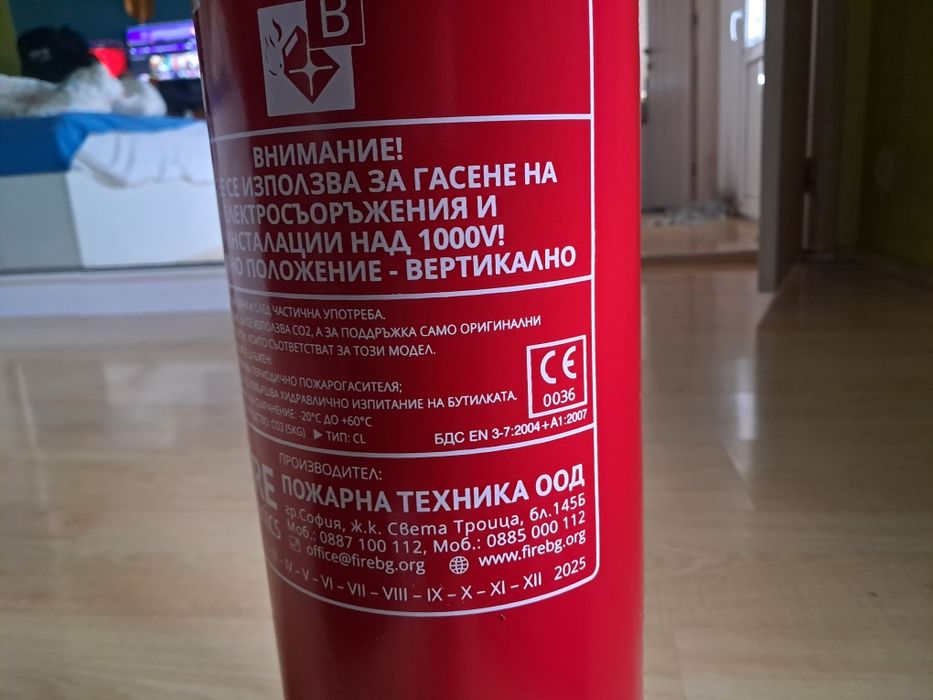 B
ВНИМАНИЕ!
СЕ ИЗПОЛЗВА ЗА ГАСЕНЕ НА
ЕЛЕКТРОСЪОРЪЖЕНИЯ И
ИНСТАЛАЦИИ НАД 1000V!
ПОЛОЖЕНИЕ - ВЕРТИКАЛНО
И СЛЕД ЧАСТИЧНА УПОТРЕБА.
СЕ ИЗПОЛЗВА CO2, А ЗА ПОДДРЪЖКА САМО ОРИГИНАЛНИ
КОИТО СЪОТВЕТСТВАТ ЗА ТОЗИ МОДЕЛ.
ДЛЪЖЕН:
ПЕРИОДИЧНО ПОЖАРОГАСИТЕЛЯ;
ХИДРАВЛИЧНО ИЗПИТАНИЕ НА БУТИЛКАТА.
-20°C ДО +60°C
CO2 (5KG) ▶ ТИП: CL
CE
0036
БДС EN 3-7:2004+A1:2007
ПРОИЗВОДИТЕЛ:
ПОЖАРНА ТЕХНИКА ООД
гр.София, ж.к. Света Троица, бл.145Б
Моб.: 0887 100 112, Моб.: 0885 000 112
office@firebg.org www.firebg.org
IV – V – VI – VII – VIII – IX – X – XI – XII 2025